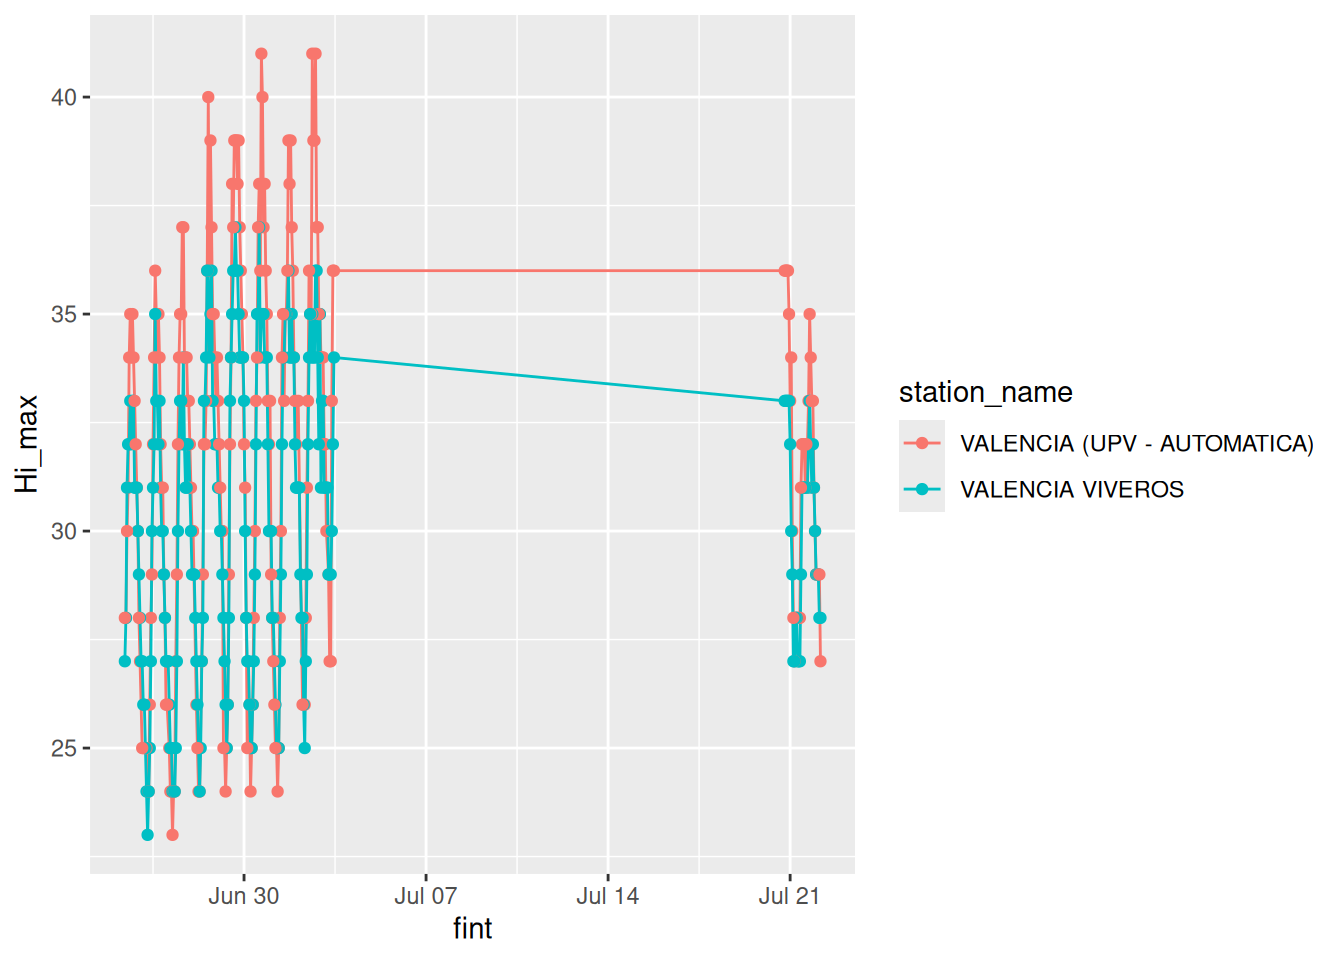 40
35
30
25
Hi_max
Jun 30
Jul 07
Jul 14
Jul 21
fint
station_name
VALENCIA (UPV - AUTOMATICA)
VALENCIA VIVEROS